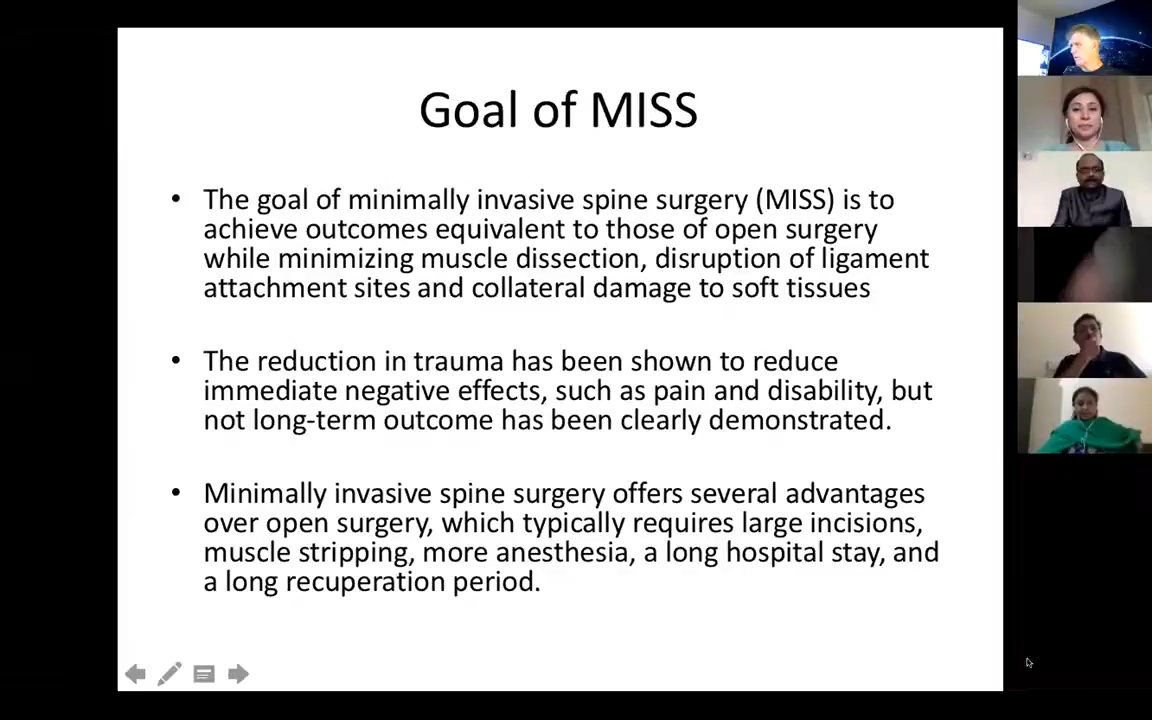 Goal of MISS
• The goal of minimally invasive spine surgery (MISS) is to
achieve outcomes equivalent to those of open surgery
while minimizing muscle dissection, disruption of ligament
attachment sites and collateral damage to soft tissues
• The reduction in trauma has been shown to reduce
immediate negative effects, such as pain and disability, but
not long-term outcome has been clearly demonstrated.
• Minimally invasive spine surgery offers several advantages
over open surgery, which typically requires large incisions,
muscle stripping, more anesthesia, a long hospital stay, and
a long recuperation period.